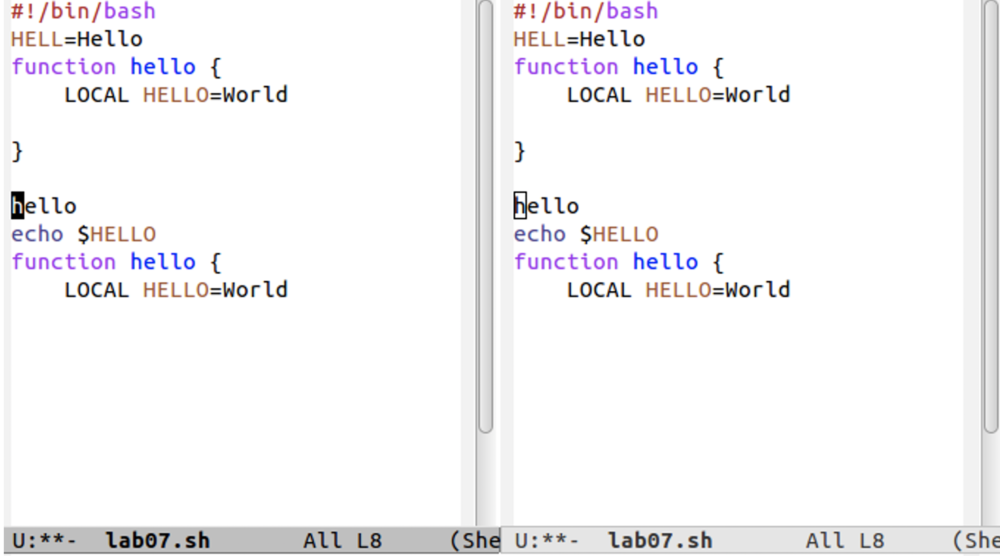 #!/bin/bash
HELL=Hello
function hello {
    LOCAL HELLO=World

}

hello
echo $HELLO
function hello {
    LOCAL HELLO=World
U:**-  lab07.sh       All L8     (She
#!/bin/bash
HELL=Hello
function hello {
    LOCAL HELLO=World

}

hello
echo $HELLO
function hello {
    LOCAL HELLO=World
U:**-  lab07.sh       All L8     (She